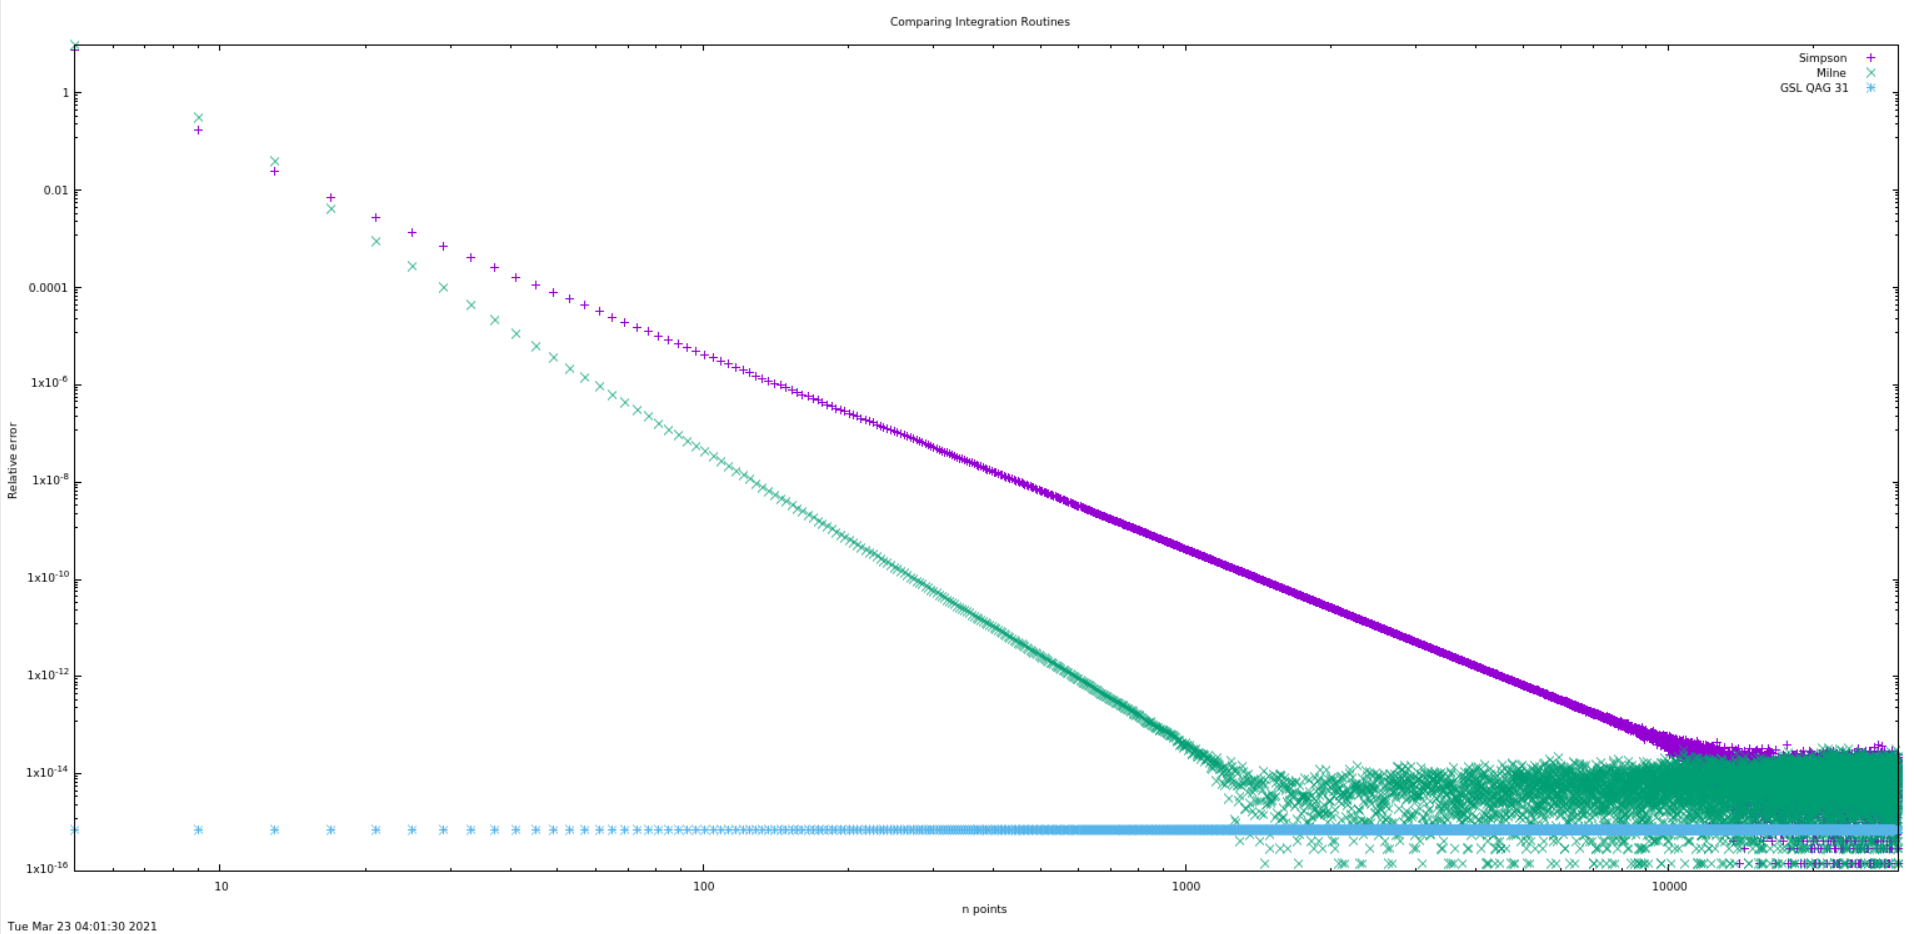 Comparing Integration Routines
Simpson
Milne
GSL QAG 31
1
0.01
0.0001
1x10^-6
1x10^-8
1x10^-10
1x10^-12
1x10^-14
1x10^-16
Relative error
10 100 1000 10000
n points
Tue Mar 23 04:01:30 2021